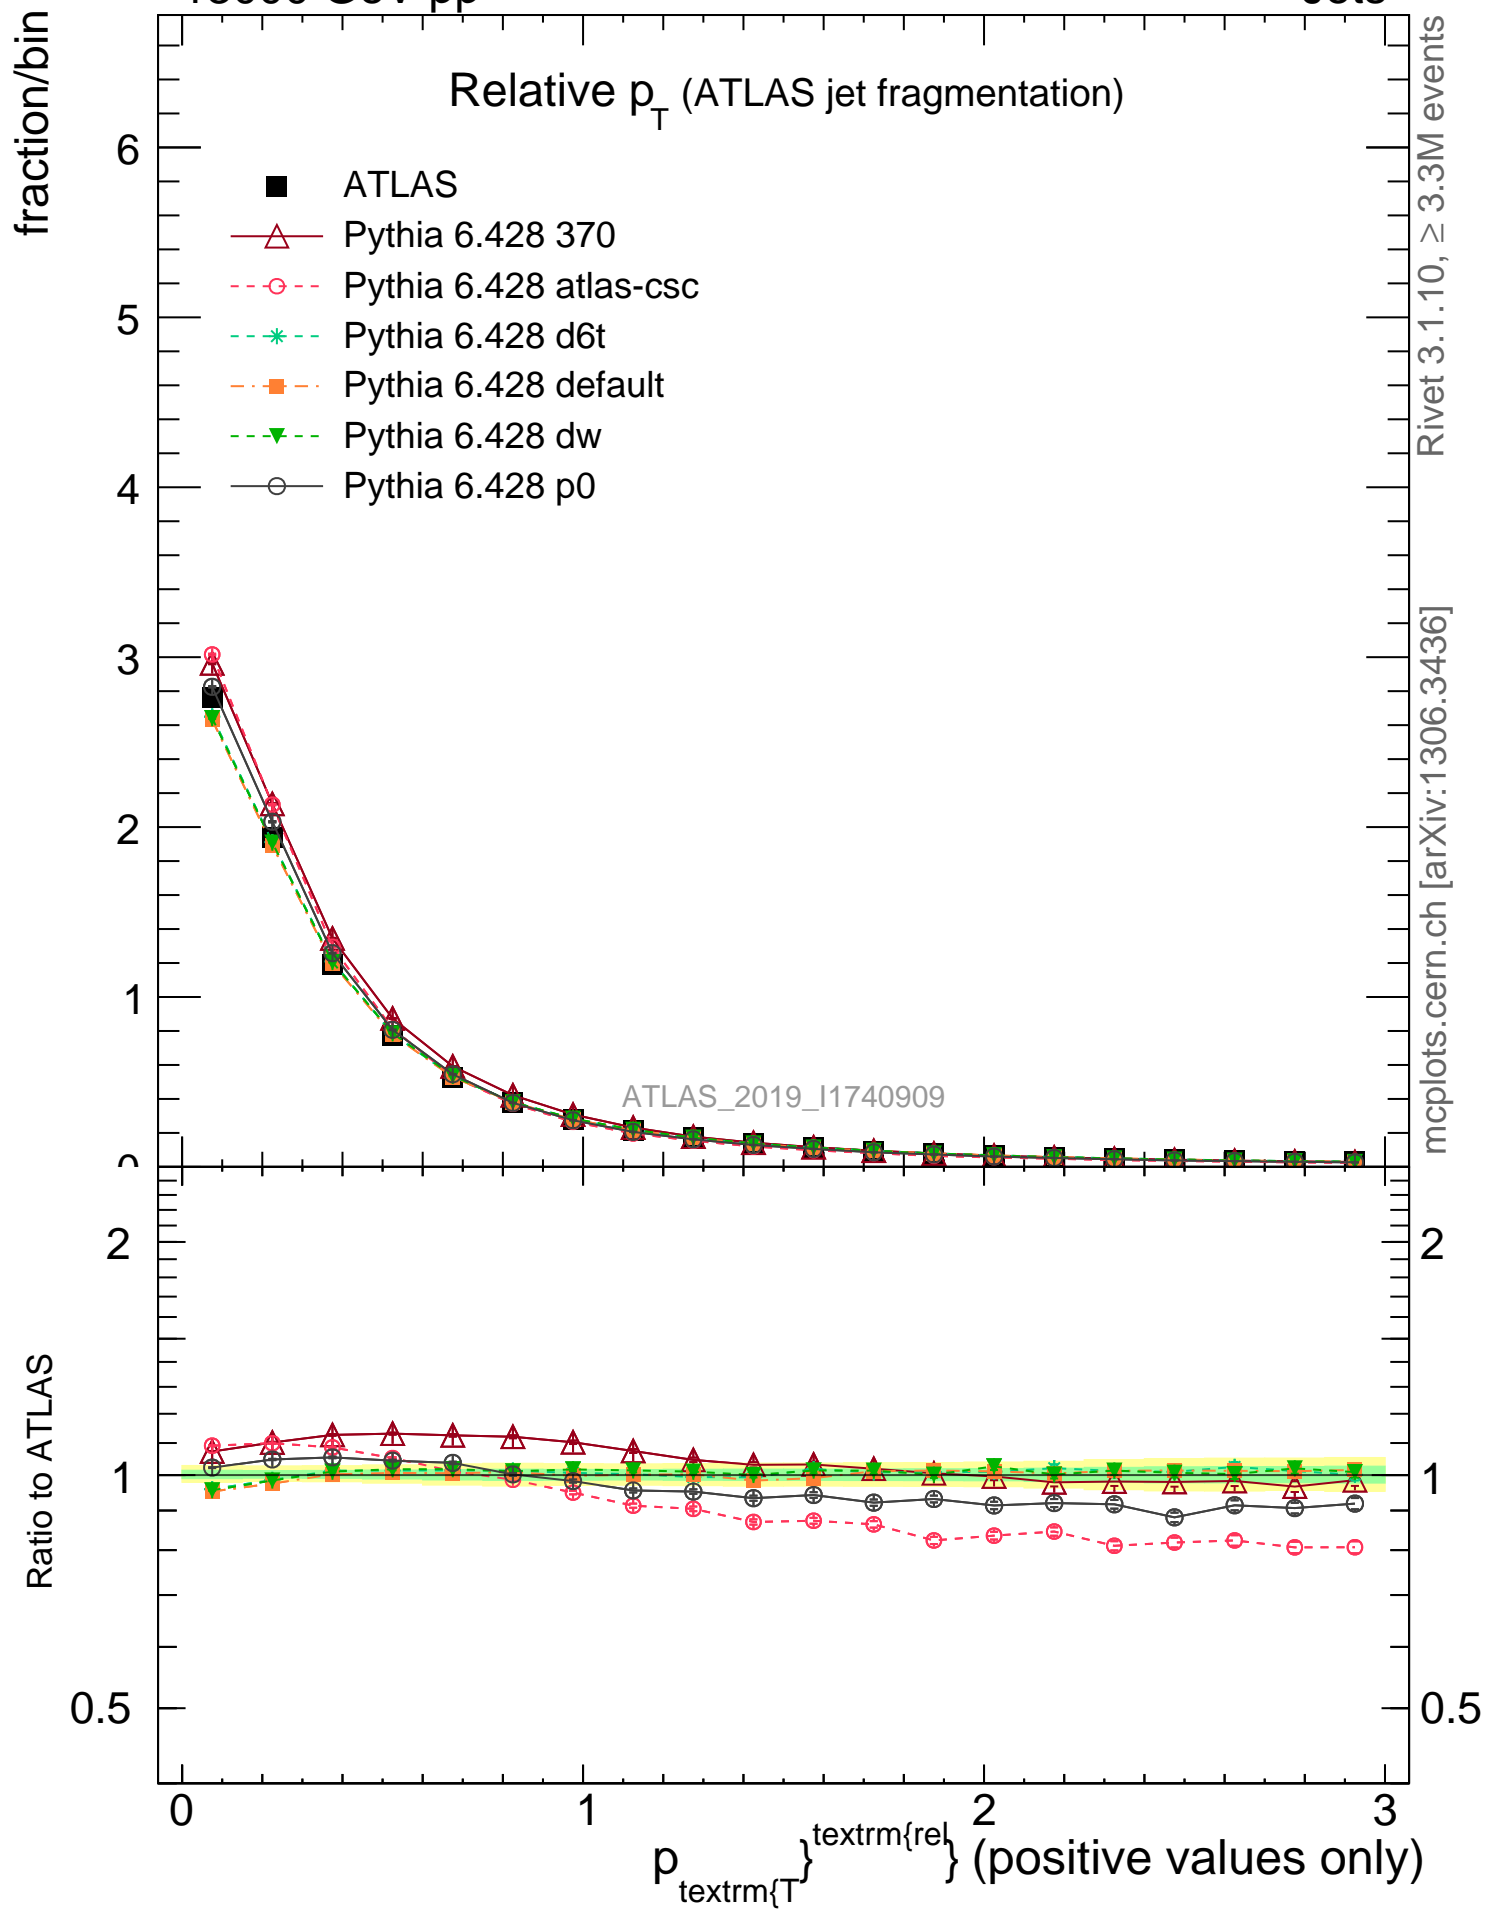 fraction/bin
Relative p_T (ATLAS jet fragmentation)
ATLAS
Pythia 6.428 370
Pythia 6.428 atlas-csc
Pythia 6.428 d6t
Pythia 6.428 default
Pythia 6.428 dw
Pythia 6.428 p0
6
5
4
3
2
1
0
ATLAS_2019_I1740909
Rivet 3.1.10, ≥ 3.3M events
mcplots.cern.ch [arXiv:1306.3436]
Ratio to ATLAS
2
1
0.5
2
1
0.5
0
1
2
3
p_textrm{T}^textrm{rel} (positive values only)